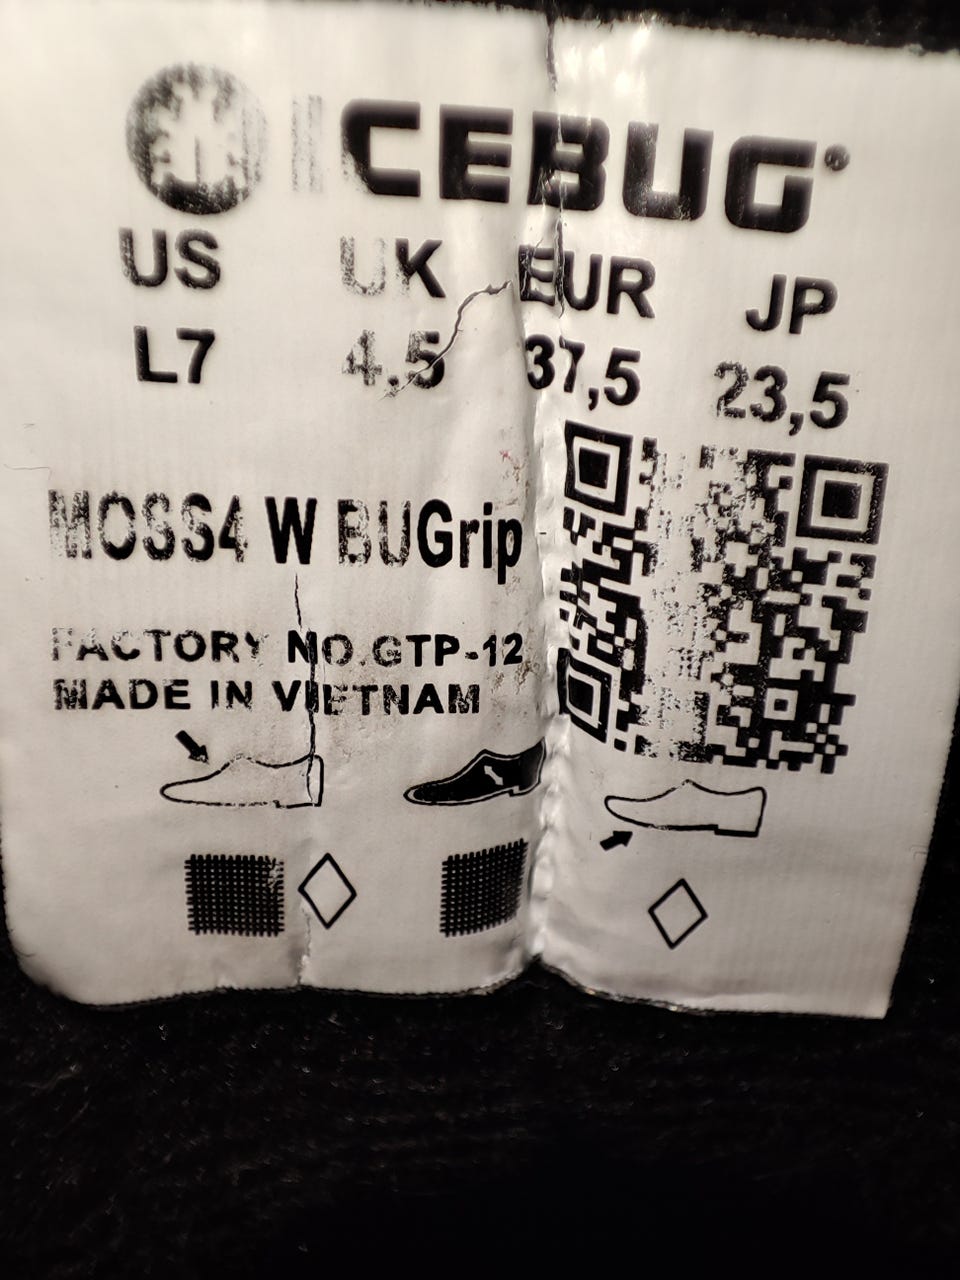 ICEBUG
US UK EUR JP
L7 4.5 37,5 23,5
MOSS4 W BUGrip
FACTORY NO.GTP-12
MADE IN VIETNAM